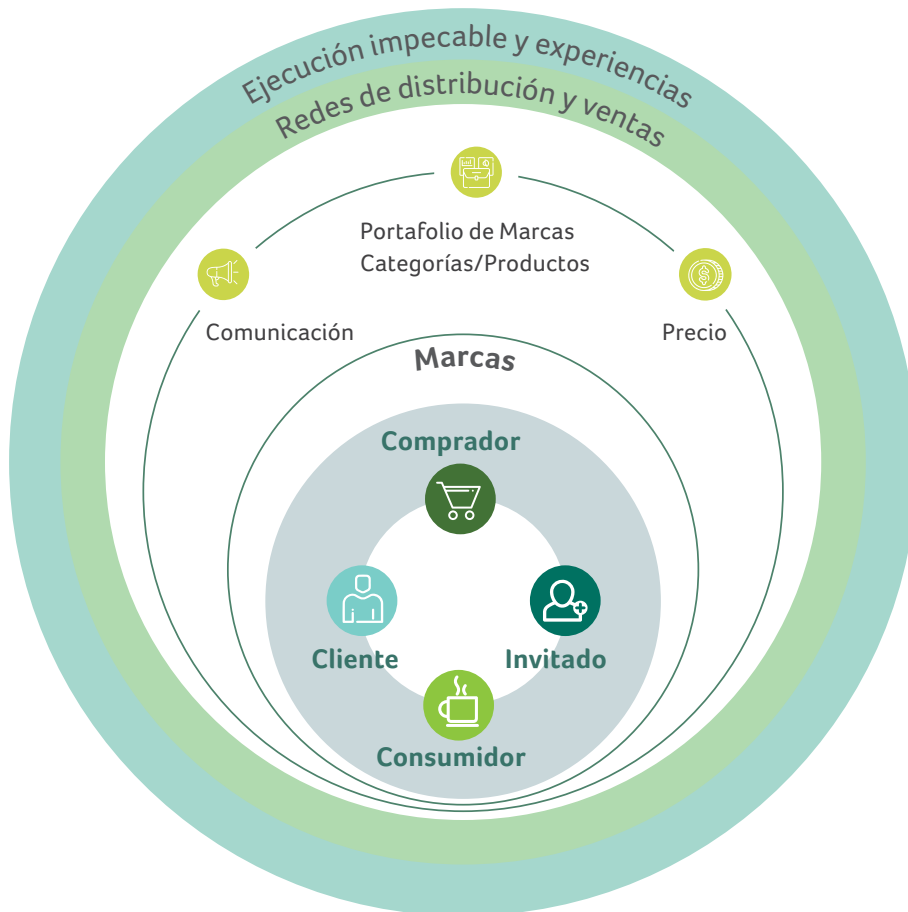 Ejecución impecable y experiencias
Redes de distribución y ventas
Portafolio de Marcas
Categorías/Productos
Comunicación
Precio
Marcas
Comprador
Cliente
Invitado
Consumidor